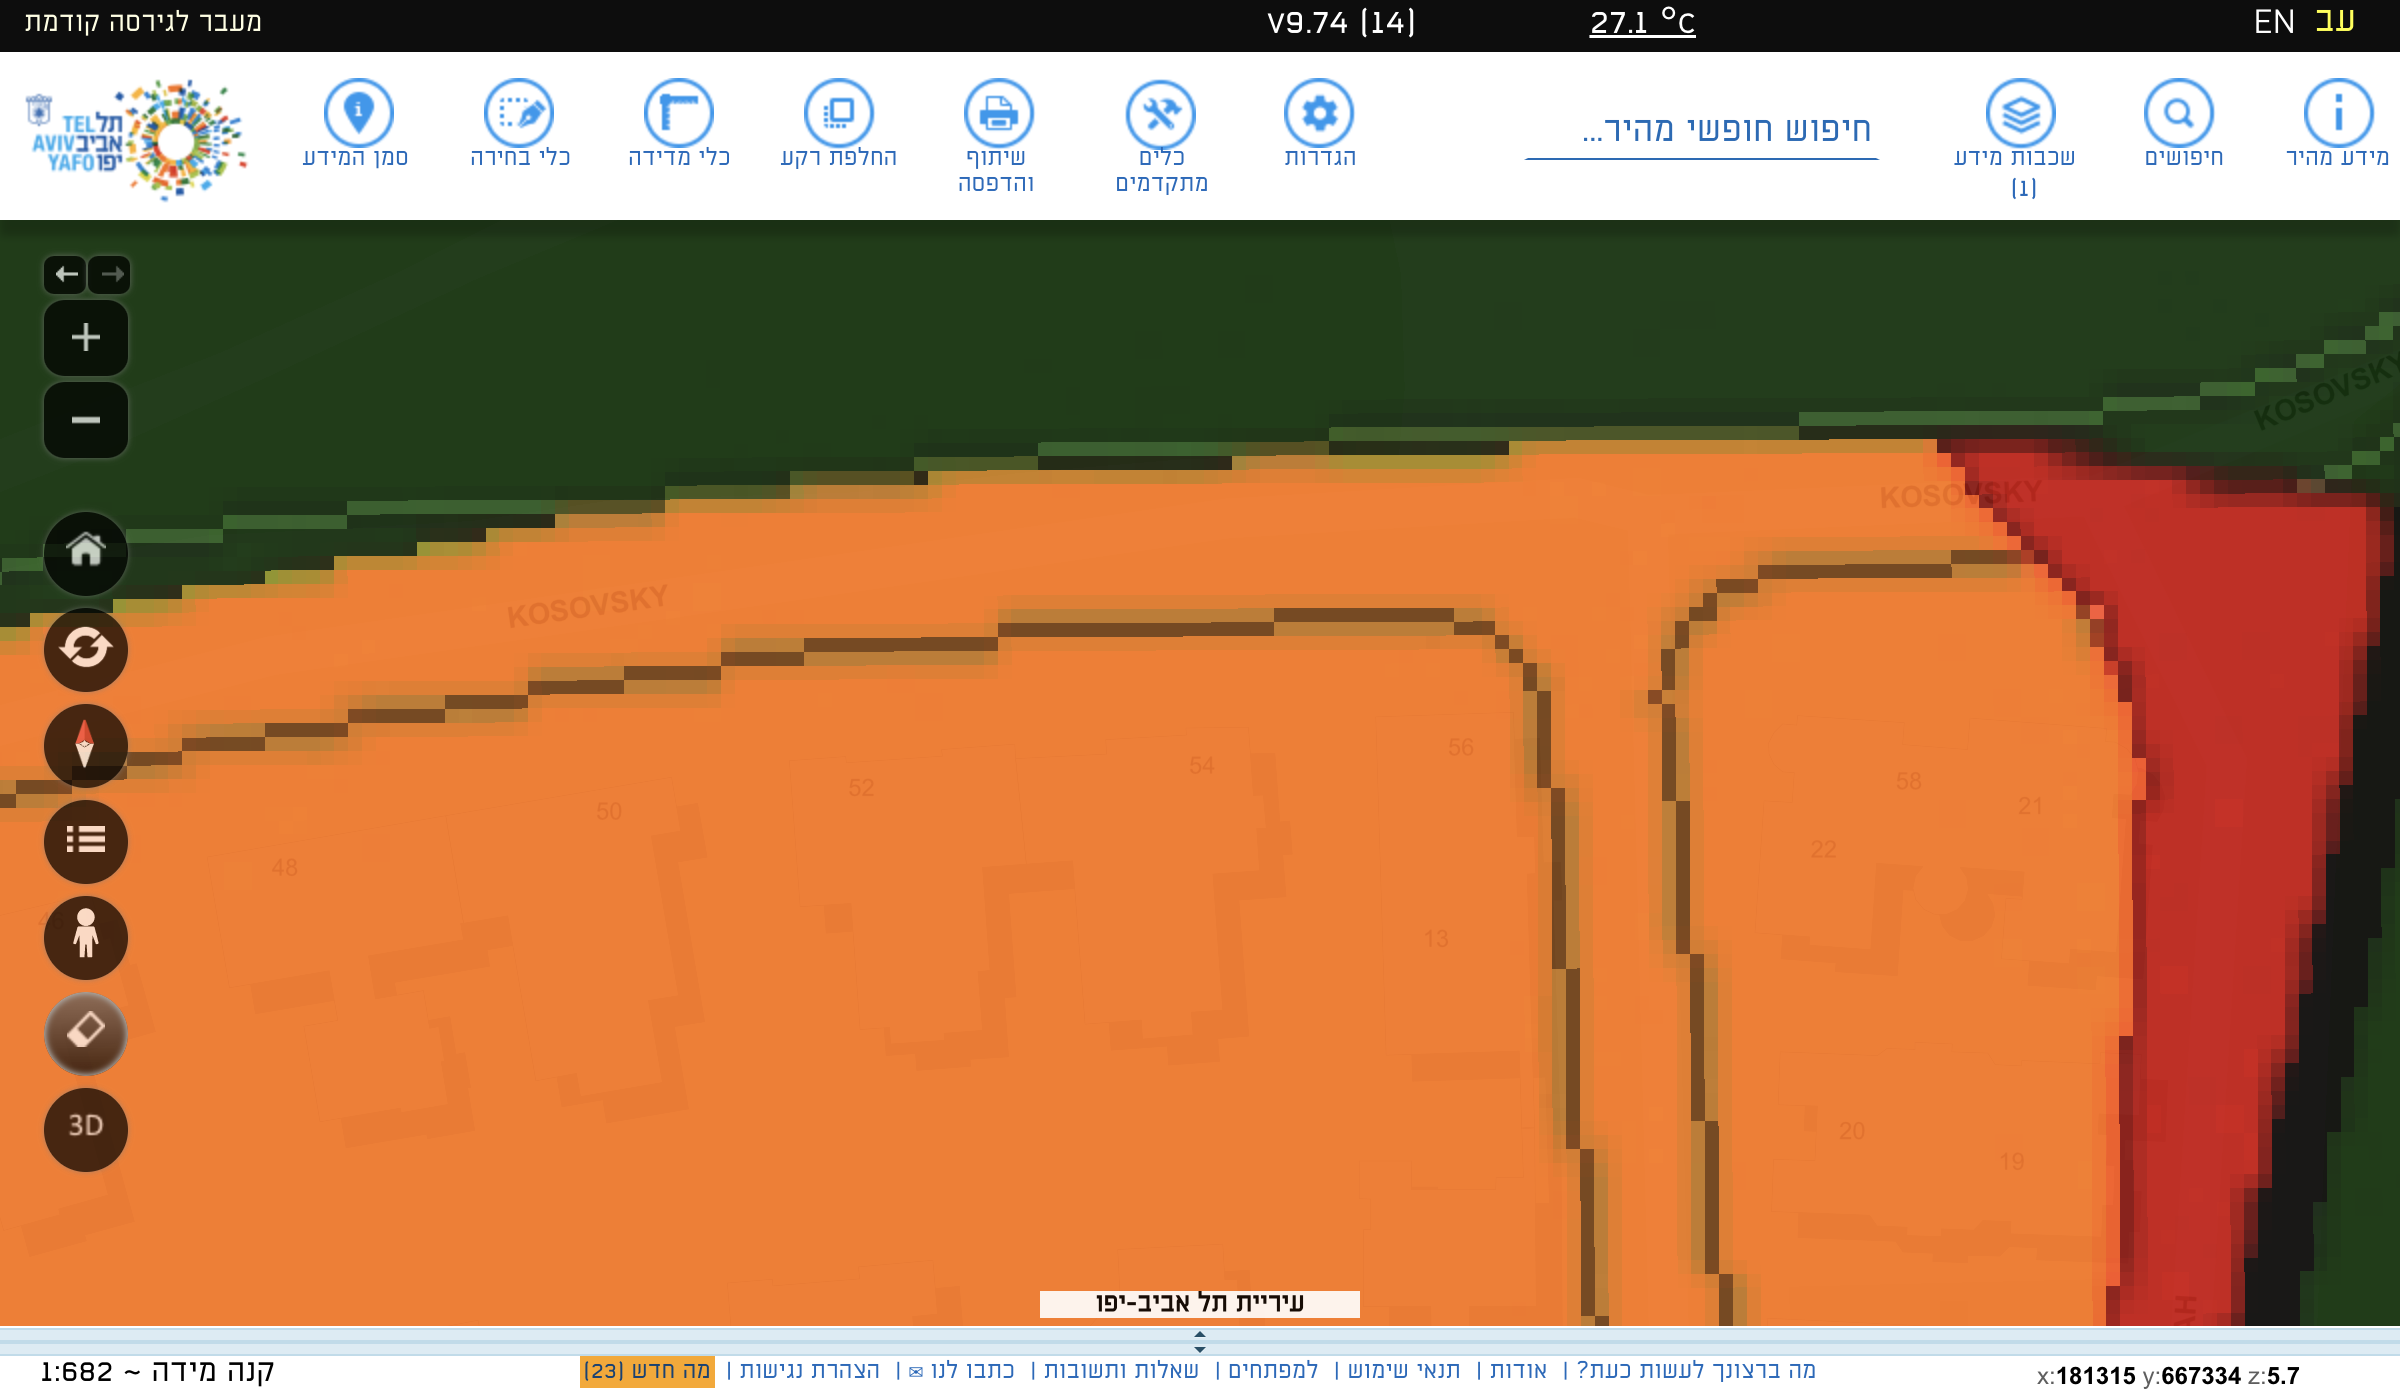 עב EN
27.1 °C
V9.74 (14)
מעבר לגירסה קודמת
מידע מהיר
חיפושים
שכבות מידע
(1)
חיפוש חופשי מהיר...
הגדרות
כלים
מתקדמים
שיתוף
והדפסה
החלפת רקע
כלי מדידה
כלי בחירה
סמן המידע
תל TEL
אביב AVIV
יפו YAFO
KOSOVSKY
KOSOVSKY
KOSOVSKY
56
54
52
58
21
50
22
48
13
20
3D
19
עיריית תל אביב-יפו
מה ברצונך לעשות כעת? | אודות | תנאי שימוש | למפתחים | שאלות ותשובות | כתבו לנו ✉ | הצהרת נגישות | מה חדש (23)
קנה מידה ~ 1:682
x:181315 y:667334 z:5.7